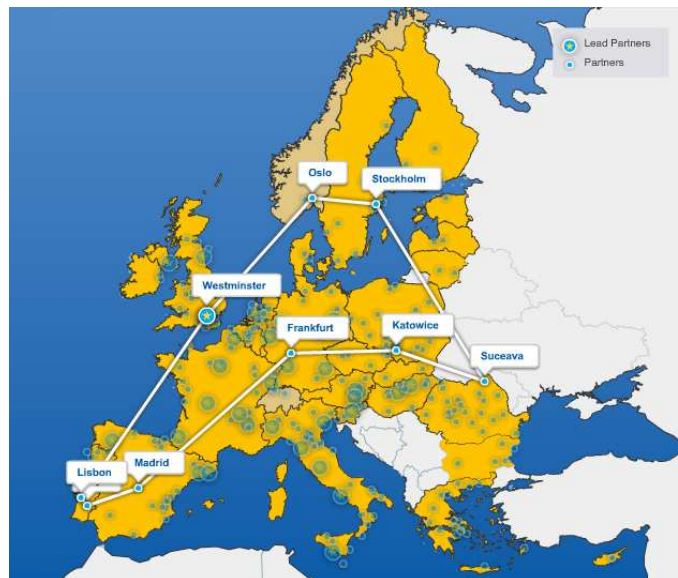 Lead Partners
Partners
Oslo
Stockholm
Westminster
Frankfurt
Katowice
Suceava
Madrid
Lisbon